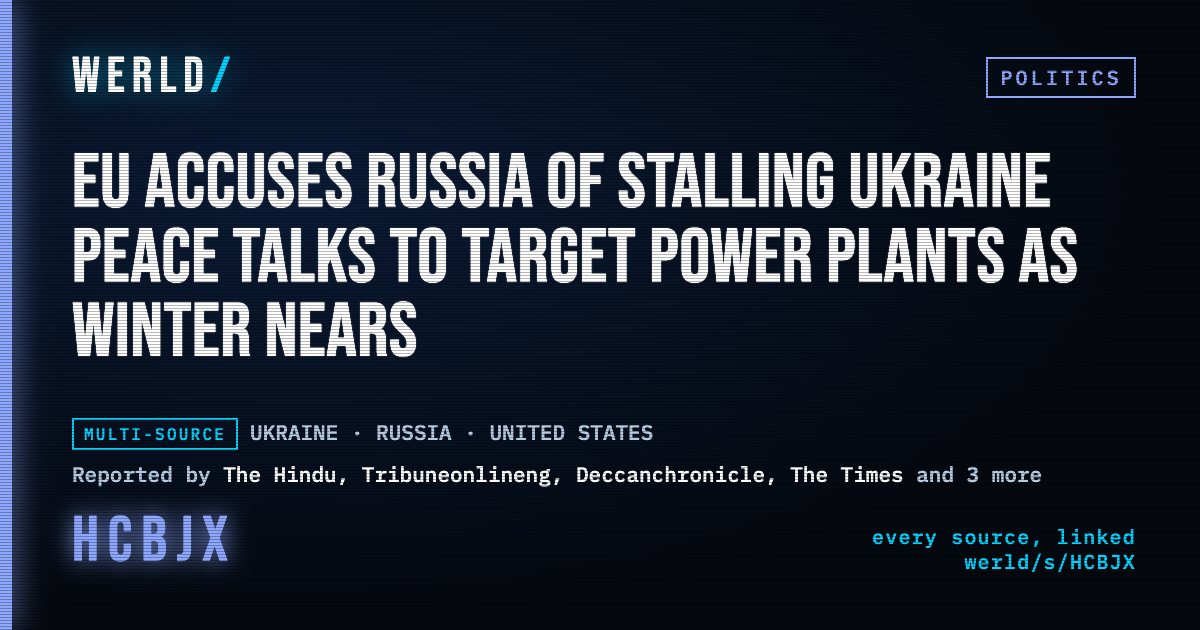 WERLD/
POLITICS
EU ACCUSES RUSSIA OF STALLING UKRAINE
PEACE TALKS TO TARGET POWER PLANTS AS
WINTER NEARS
MULTI-SOURCE UKRAINE · RUSSIA · UNITED STATES
Reported by The Hindu, Tribuneonlineng, Deccanchronicle, The Times and 3 more
HCBJX
every source, linked
werld/s/HCBJX